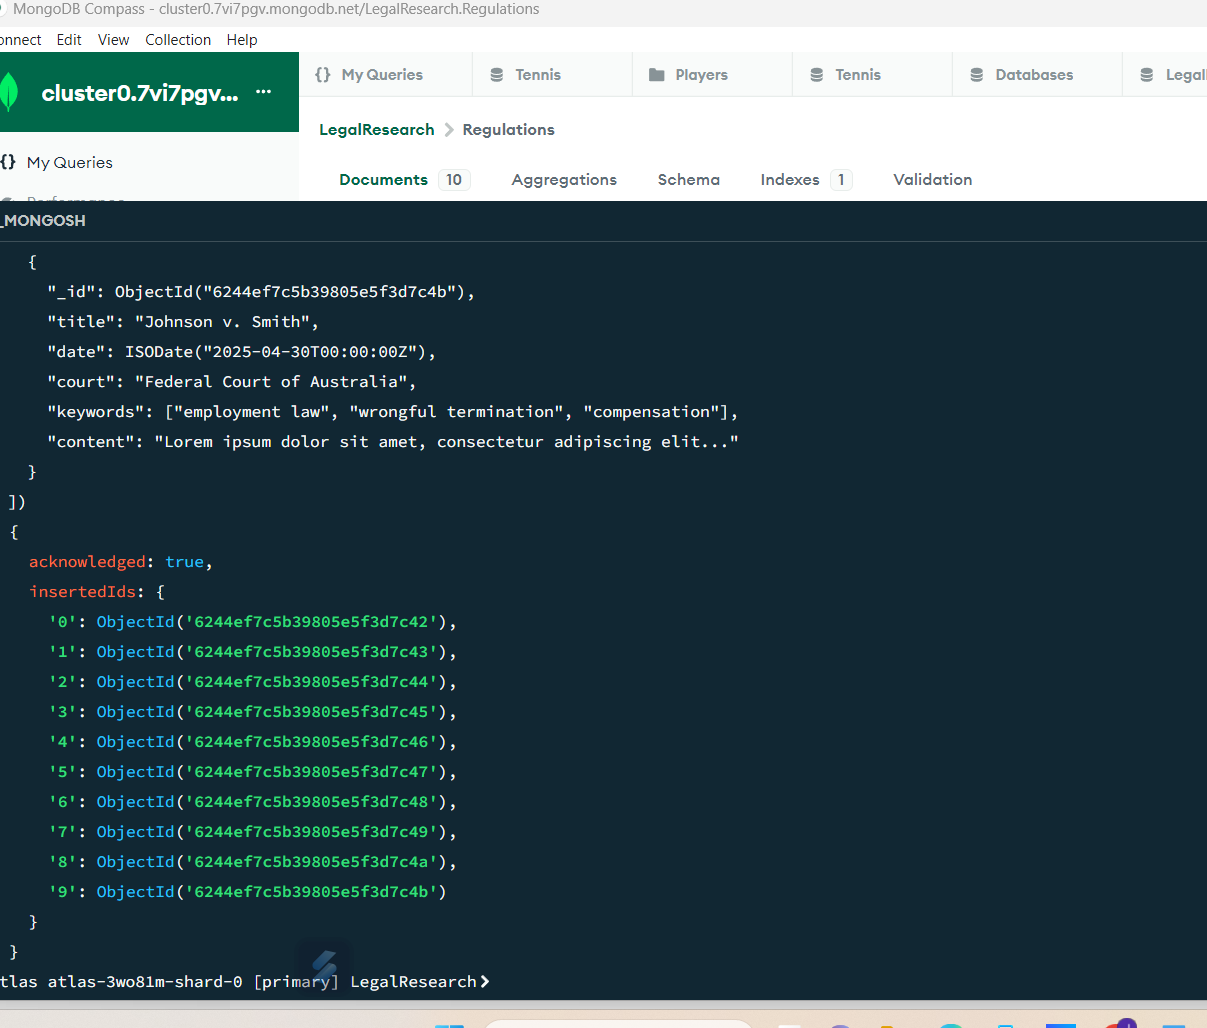 MongoDB Compass - cluster0.7vi7pgv.mongodb.net/LegalResearch.Regulations
onnect Edit View Collection Help
cluster0.7vi7pgv... ...
{} My Queries
Tennis
Players
Tennis
Databases
Legal
LegalResearch > Regulations
{} My Queries
Performance
Documents 10 Aggregations Schema Indexes 1 Validation
_MONGOSH
{
"_id": ObjectId("6244ef7c5b39805e5f3d7c4b"),
"title": "Johnson v. Smith",
"date": ISODate("2025-04-30T00:00:00Z"),
"court": "Federal Court of Australia",
"keywords": ["employment law", "wrongful termination", "compensation"],
"content": "Lorem ipsum dolor sit amet, consectetur adipiscing elit..."
}
])
{
acknowledged: true,
insertedIds: {
'0': ObjectId('6244ef7c5b39805e5f3d7c42'),
'1': ObjectId('6244ef7c5b39805e5f3d7c43'),
'2': ObjectId('6244ef7c5b39805e5f3d7c44'),
'3': ObjectId('6244ef7c5b39805e5f3d7c45'),
'4': ObjectId('6244ef7c5b39805e5f3d7c46'),
'5': ObjectId('6244ef7c5b39805e5f3d7c47'),
'6': ObjectId('6244ef7c5b39805e5f3d7c48'),
'7': ObjectId('6244ef7c5b39805e5f3d7c49'),
'8': ObjectId('6244ef7c5b39805e5f3d7c4a'),
'9': ObjectId('6244ef7c5b39805e5f3d7c4b')
}
}
tlas atlas-3wo81m-shard-0 [primary] LegalResearch>